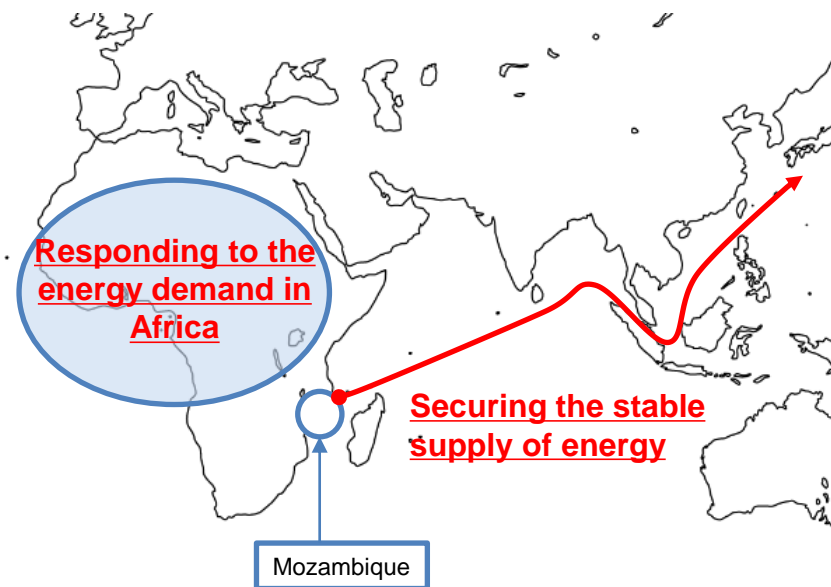 Responding to the
energy demand in
Africa
Securing the stable
supply of energy
Mozambique